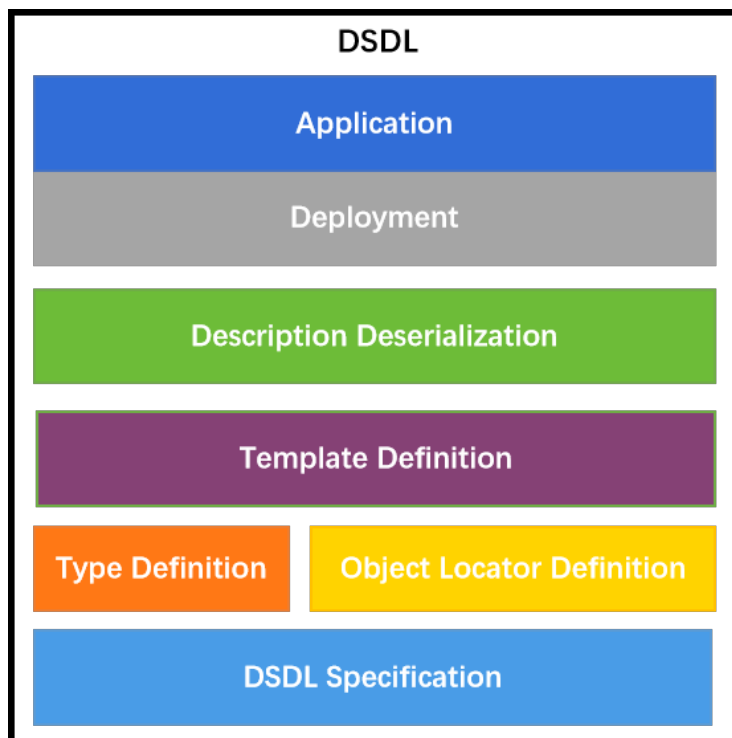 DSDL
Application
Deployment
Description Deserialization
Template Definition
Type Definition
Object Locator Definition
DSDL Specification